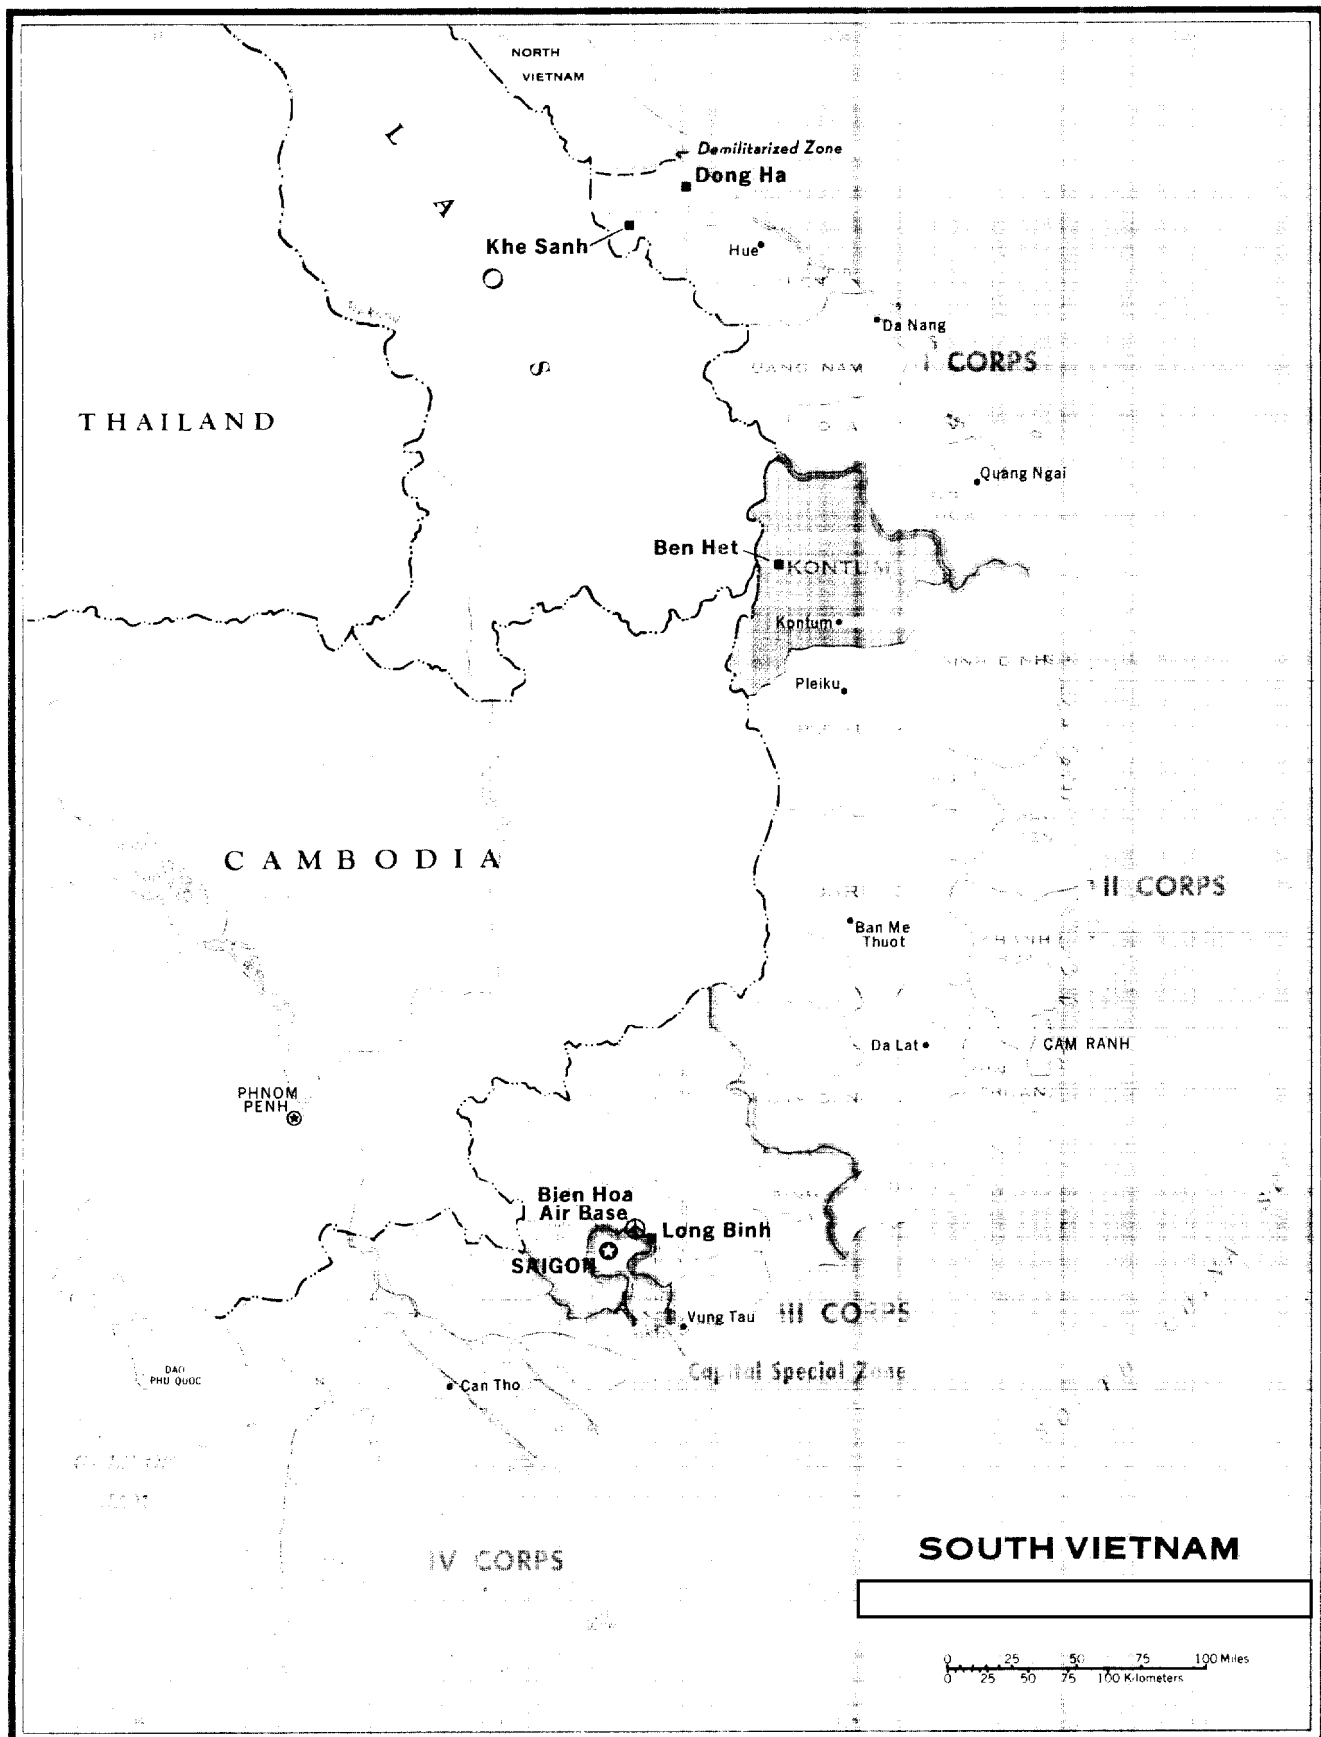 NORTH
VIETNAM
L
A
O
S
Demilitarized Zone
Dong Ha
Khe Sanh
Hue
Da Nang
I CORPS
QUANG NAM
THAILAND
Quang Ngai
Ben Het
KONTUM
Kontum
Pleiku
CAMBODIA
II CORPS
Ban Me
Thuot
Da Lat
CAM RANH
PHNOM
PENH
Bien Hoa
Air Base
Long Binh
SAIGON
Vung Tau
III CORPS
Capital Special Zone
DAO
PHU QUOC
Can Tho
IV CORPS
SOUTH VIETNAM
0 25 50 75 100 Miles
0 25 50 75 100 Kilometers